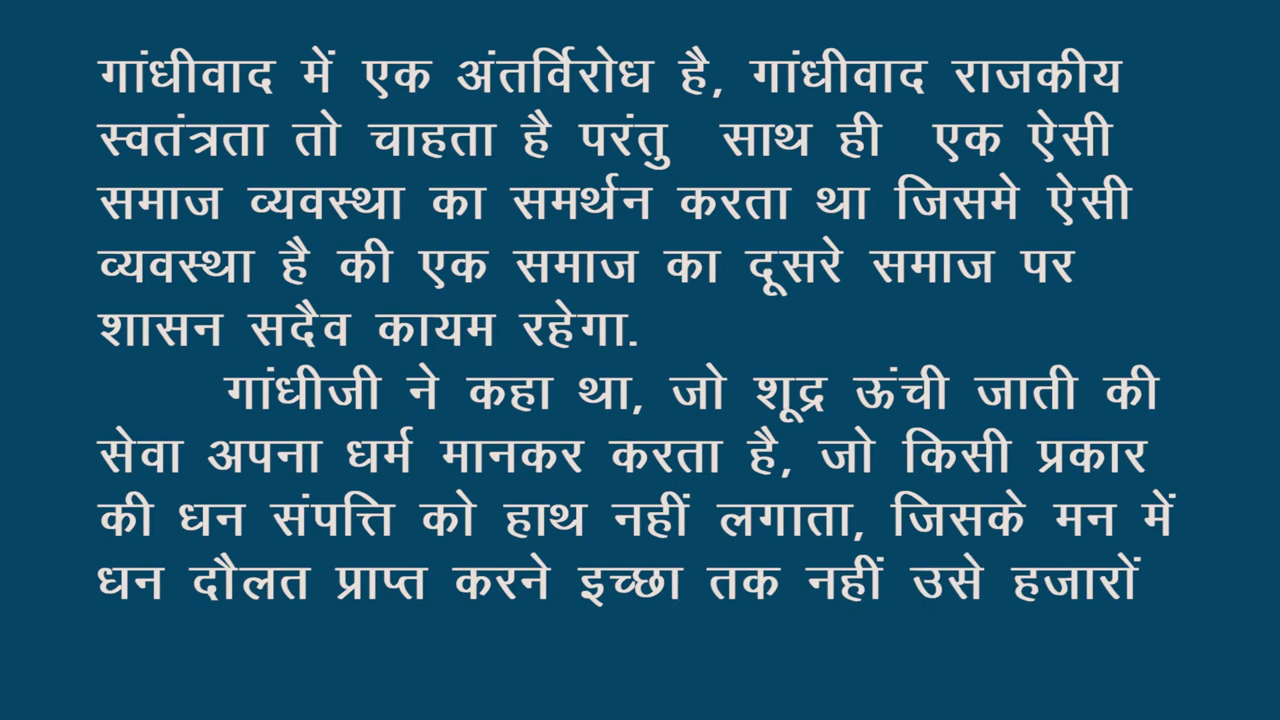 गांधीवाद में एक अंतर्विरोध है, गांधीवाद राजकीय
स्वतंत्रता तो चाहता है परंतु साथ ही एक ऐसी
समाज व्यवस्था का समर्थन करता था जिसमे ऐसी
व्यवस्था है की एक समाज का दूसरे समाज पर
शासन सदैव कायम रहेगा.
गांधीजी ने कहा था, जो शूद्र ऊंची जाती की
सेवा अपना धर्म मानकर करता है, जो किसी प्रकार
की धन संपत्ति को हाथ नहीं लगाता, जिसके मन में
धन दौलत प्राप्त करने इच्छा तक नहीं उसे हजारों